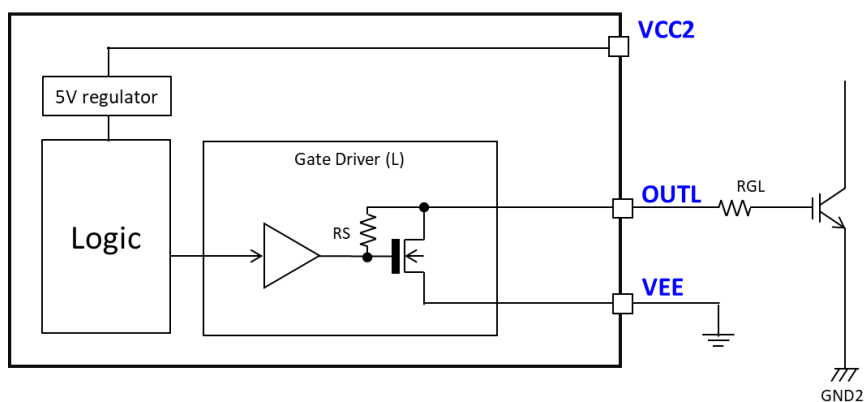 VCC2
5V regulator
Gate Driver (L)
Logic
RS
OUTL
RGL
VEE
GND2